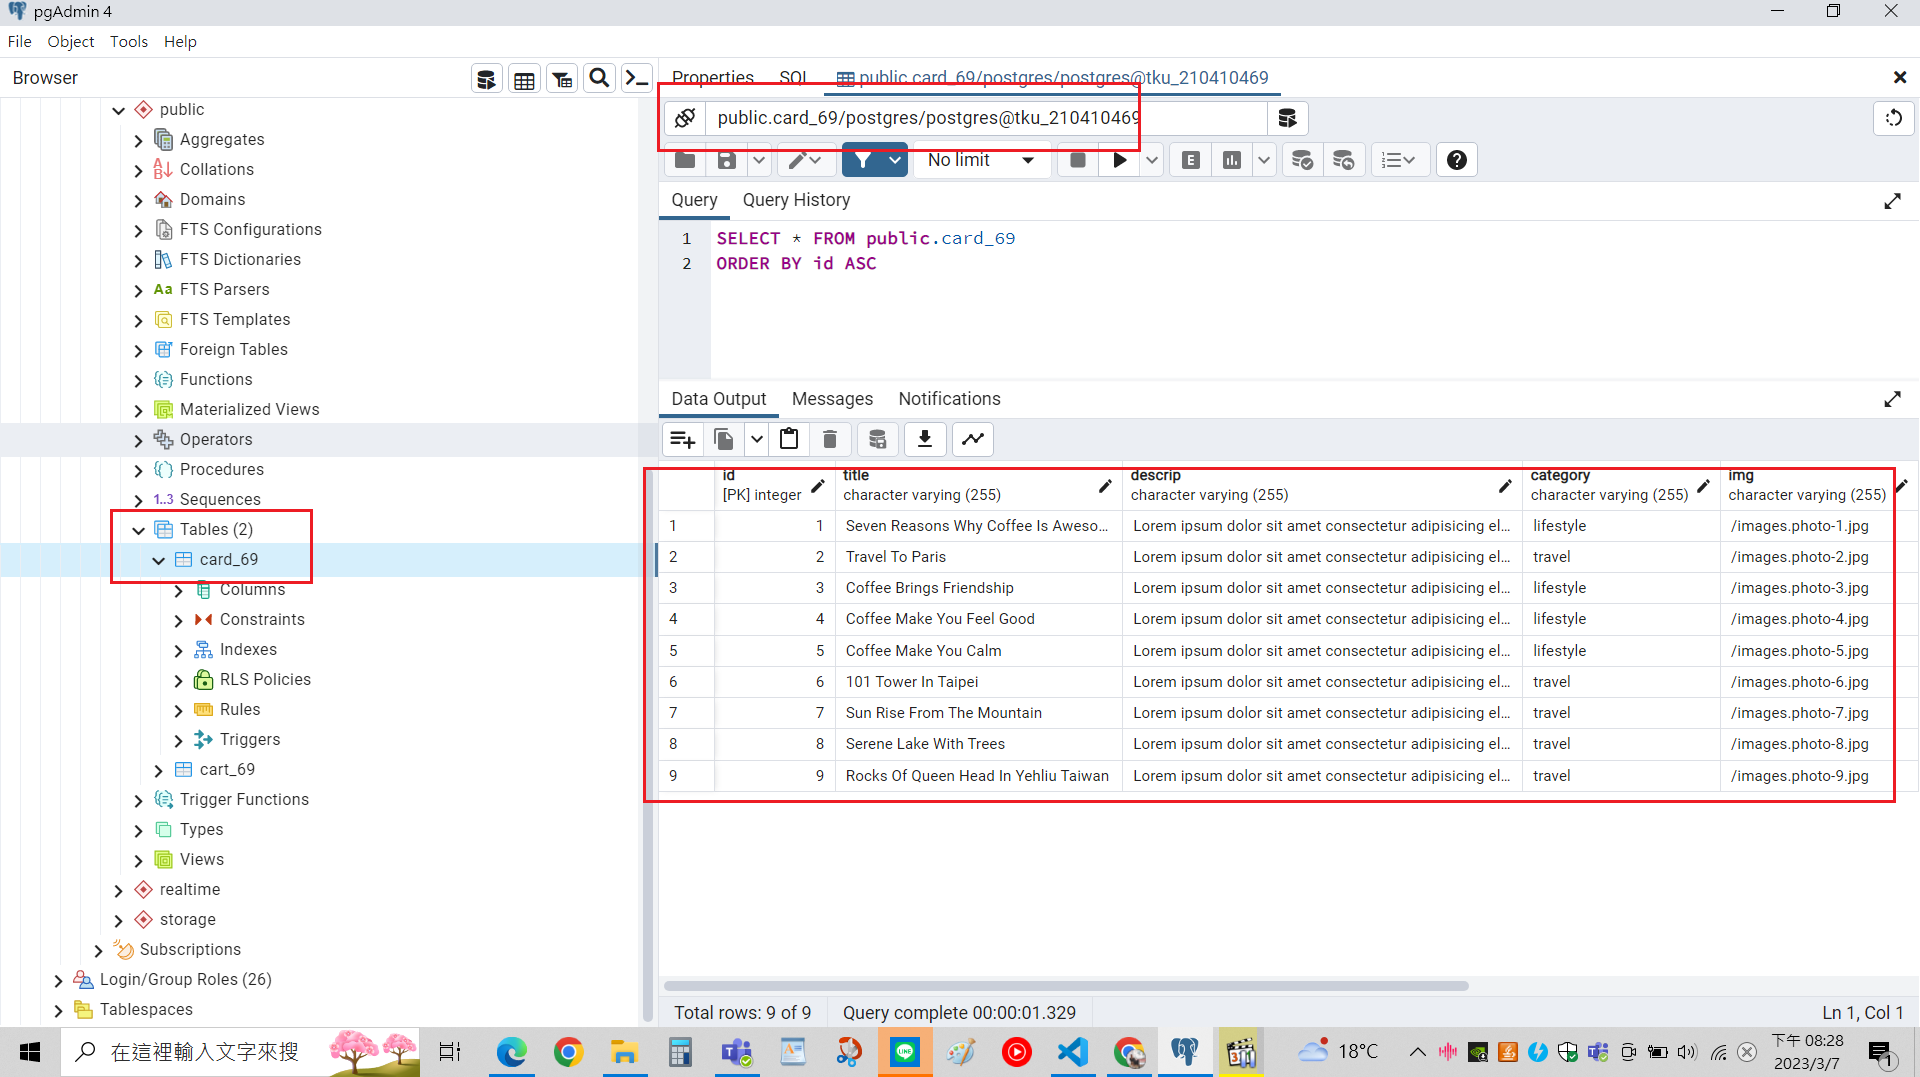 pgAdmin 4
File Object Tools Help
Browser
public
Aggregates
Collations
Domains
FTS Configurations
FTS Dictionaries
Aa FTS Parsers
FTS Templates
Foreign Tables
Functions
Materialized Views
Operators
Procedures
1..3 Sequences
Tables (2)
card_69
Columns
Constraints
Indexes
RLS Policies
Rules
Triggers
cart_69
Trigger Functions
Types
Views
realtime
storage
Subscriptions
Login/Group Roles (26)
Tablespaces
Properties SQL public.card_69/postgres/postgres@tku_210410469
public.card_69/postgres/postgres@tku_210410469
No limit E
Query Query History
1 SELECT * FROM public.card_69
2 ORDER BY id ASC
Data Output Messages Notifications
id title descrip category img
[PK] integer character varying (255) character varying (255) character varying (255) character varying (255)
1 1 Seven Reasons Why Coffee Is Aweso... Lorem ipsum dolor sit amet consectetur adipisicing el... lifestyle /images.photo-1.jpg
2 2 Travel To Paris Lorem ipsum dolor sit amet consectetur adipisicing el... travel /images.photo-2.jpg
3 3 Coffee Brings Friendship Lorem ipsum dolor sit amet consectetur adipisicing el... lifestyle /images.photo-3.jpg
4 4 Coffee Make You Feel Good Lorem ipsum dolor sit amet consectetur adipisicing el... lifestyle /images.photo-4.jpg
5 5 Coffee Make You Calm Lorem ipsum dolor sit amet consectetur adipisicing el... lifestyle /images.photo-5.jpg
6 6 101 Tower In Taipei Lorem ipsum dolor sit amet consectetur adipisicing el... travel /images.photo-6.jpg
7 7 Sun Rise From The Mountain Lorem ipsum dolor sit amet consectetur adipisicing el... travel /images.photo-7.jpg
8 8 Serene Lake With Trees Lorem ipsum dolor sit amet consectetur adipisicing el... travel /images.photo-8.jpg
9 9 Rocks Of Queen Head In Yehliu Taiwan Lorem ipsum dolor sit amet consectetur adipisicing el... travel /images.photo-9.jpg
Total rows: 9 of 9 Query complete 00:00:01.329 Ln 1, Col 1
在這裡輸入文字來搜 LINE 18°C 下午 08:28
2023/3/7 1